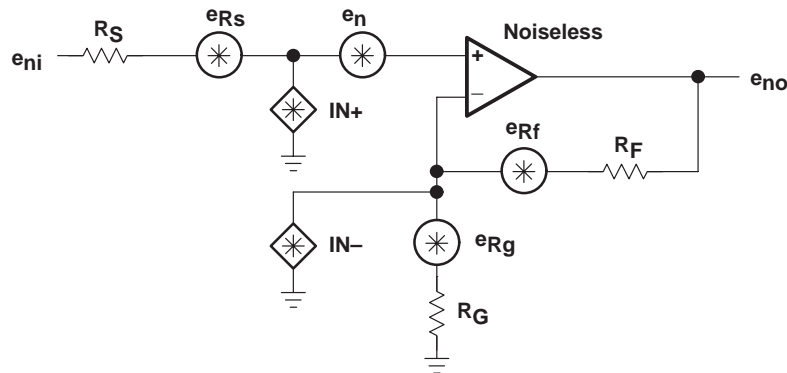 eRs
en
RS
Noiseless
eni
+
eno
IN+
–
eRf
RF
IN–
eRg
RG